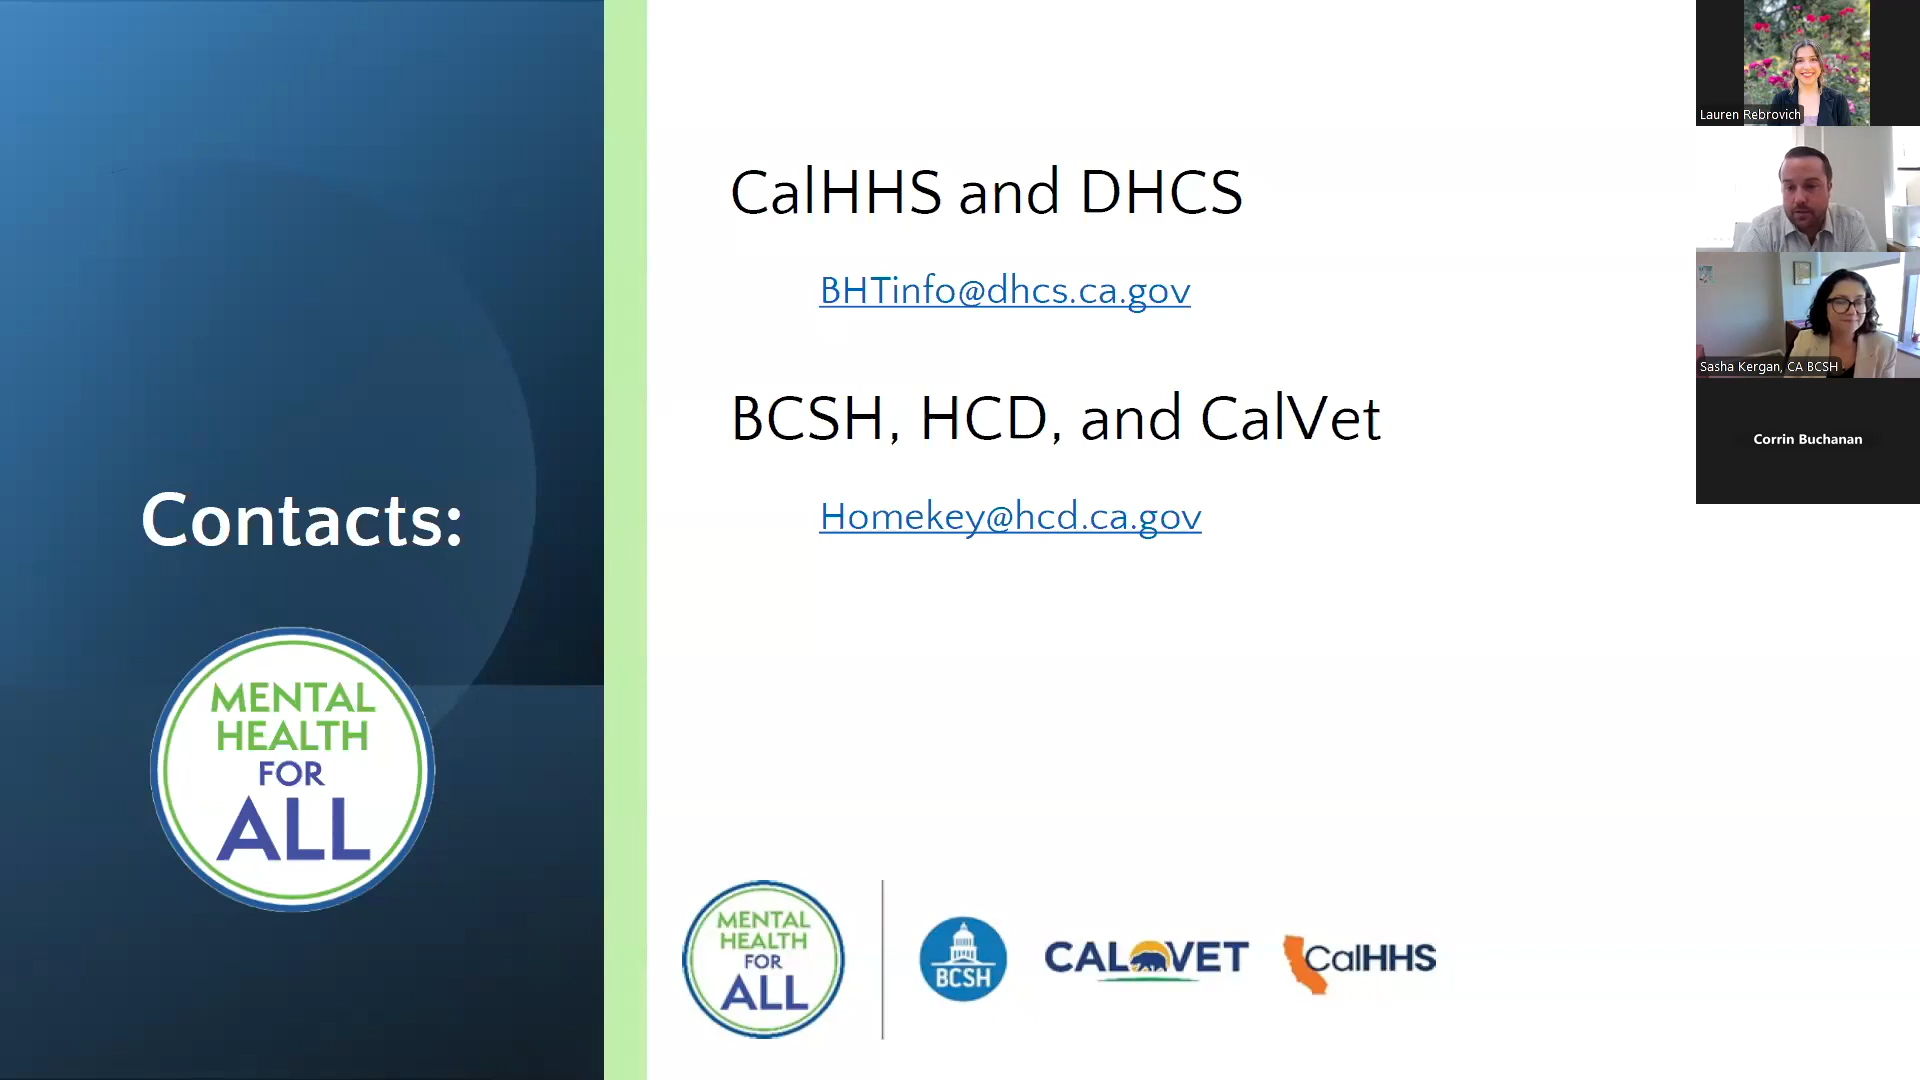 Contacts:
MENTAL
HEALTH
FOR
ALL
CalHHS and DHCS
BHTinfo@dhcs.ca.gov
BCSH, HCD, and CalVet
Homekey@hcd.ca.gov
MENTAL
HEALTH
FOR
ALL
BCSH
CALVET
CalHHS
Lauren Rebrovich
Sasha Kergan, CA BCSH
Corrin Buchanan